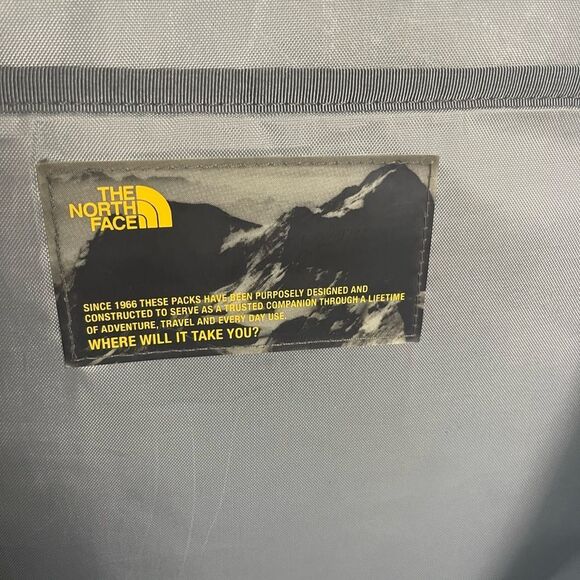 THE
NORTH
FACE
SINCE 1966 THESE PACKS HAVE BEEN PURPOSELY DESIGNED AND
CONSTRUCTED TO SERVE AS A TRUSTED COMPANION THROUGH A LIFETIME
OF ADVENTURE, TRAVEL AND EVERY DAY USE.
WHERE WILL IT TAKE YOU?